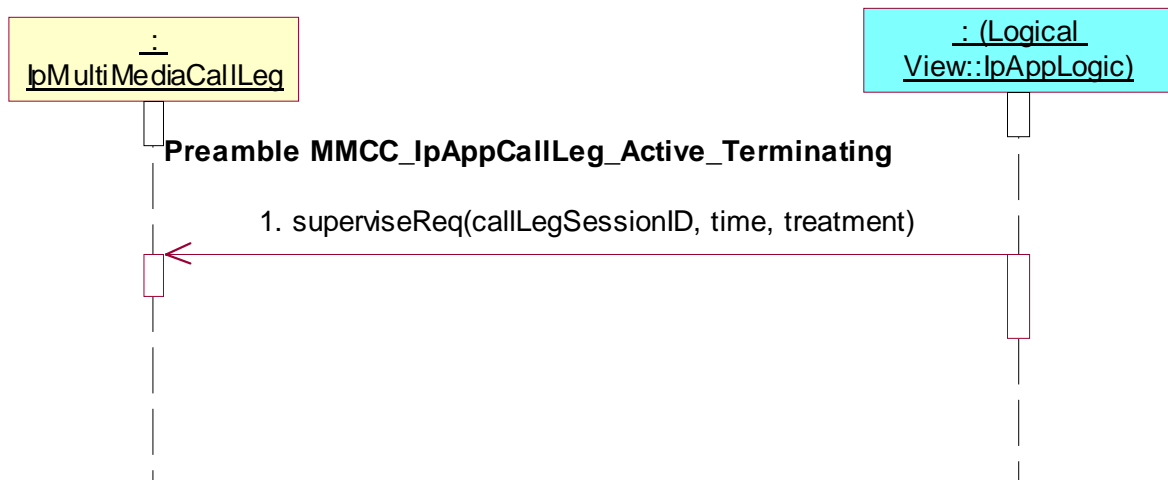 :
IpMultiMediaCallLeg
: (Logical
View::IpAppLogic)
Preamble MMCC_IpAppCallLeg_Active_Terminating
1. superviseReq(callLegSessionID, time, treatment)